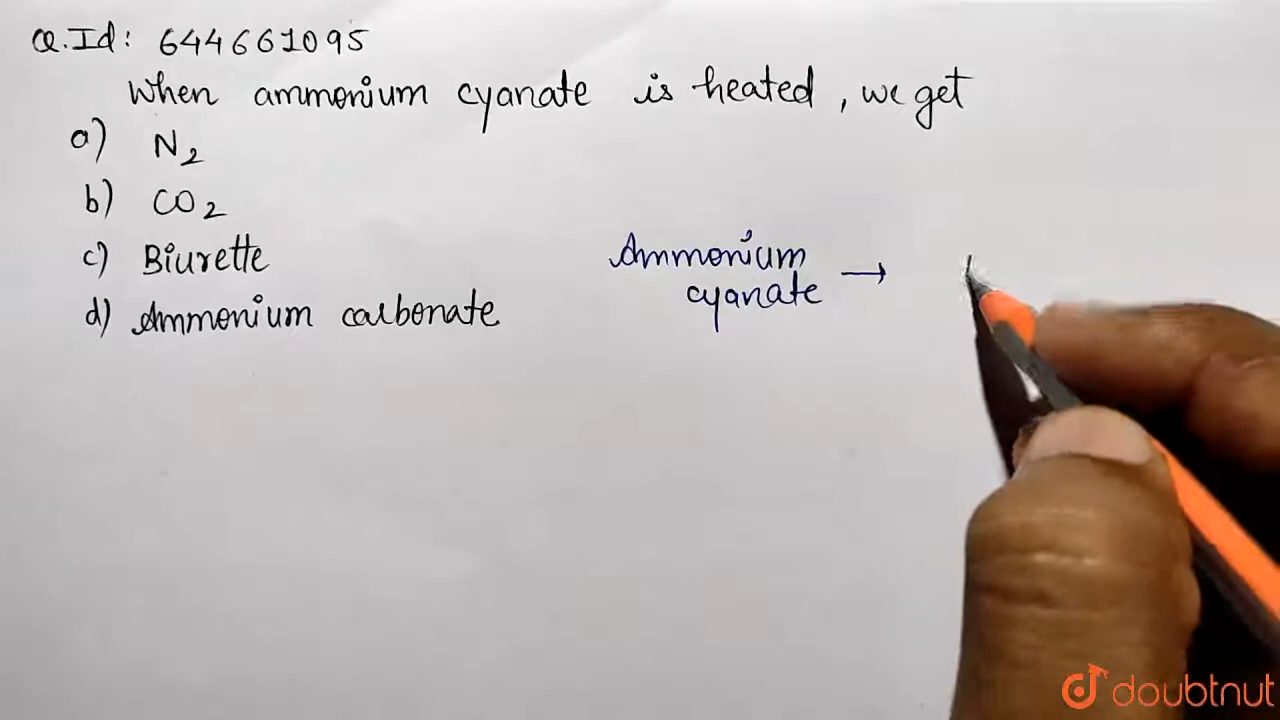 Q.Id: 644661095
When ammonium cyanate is heated, we get
a) N2
b) CO2
c) Biurette
d) Ammonium carbonate
Ammonium
cyanate →
doubtnut